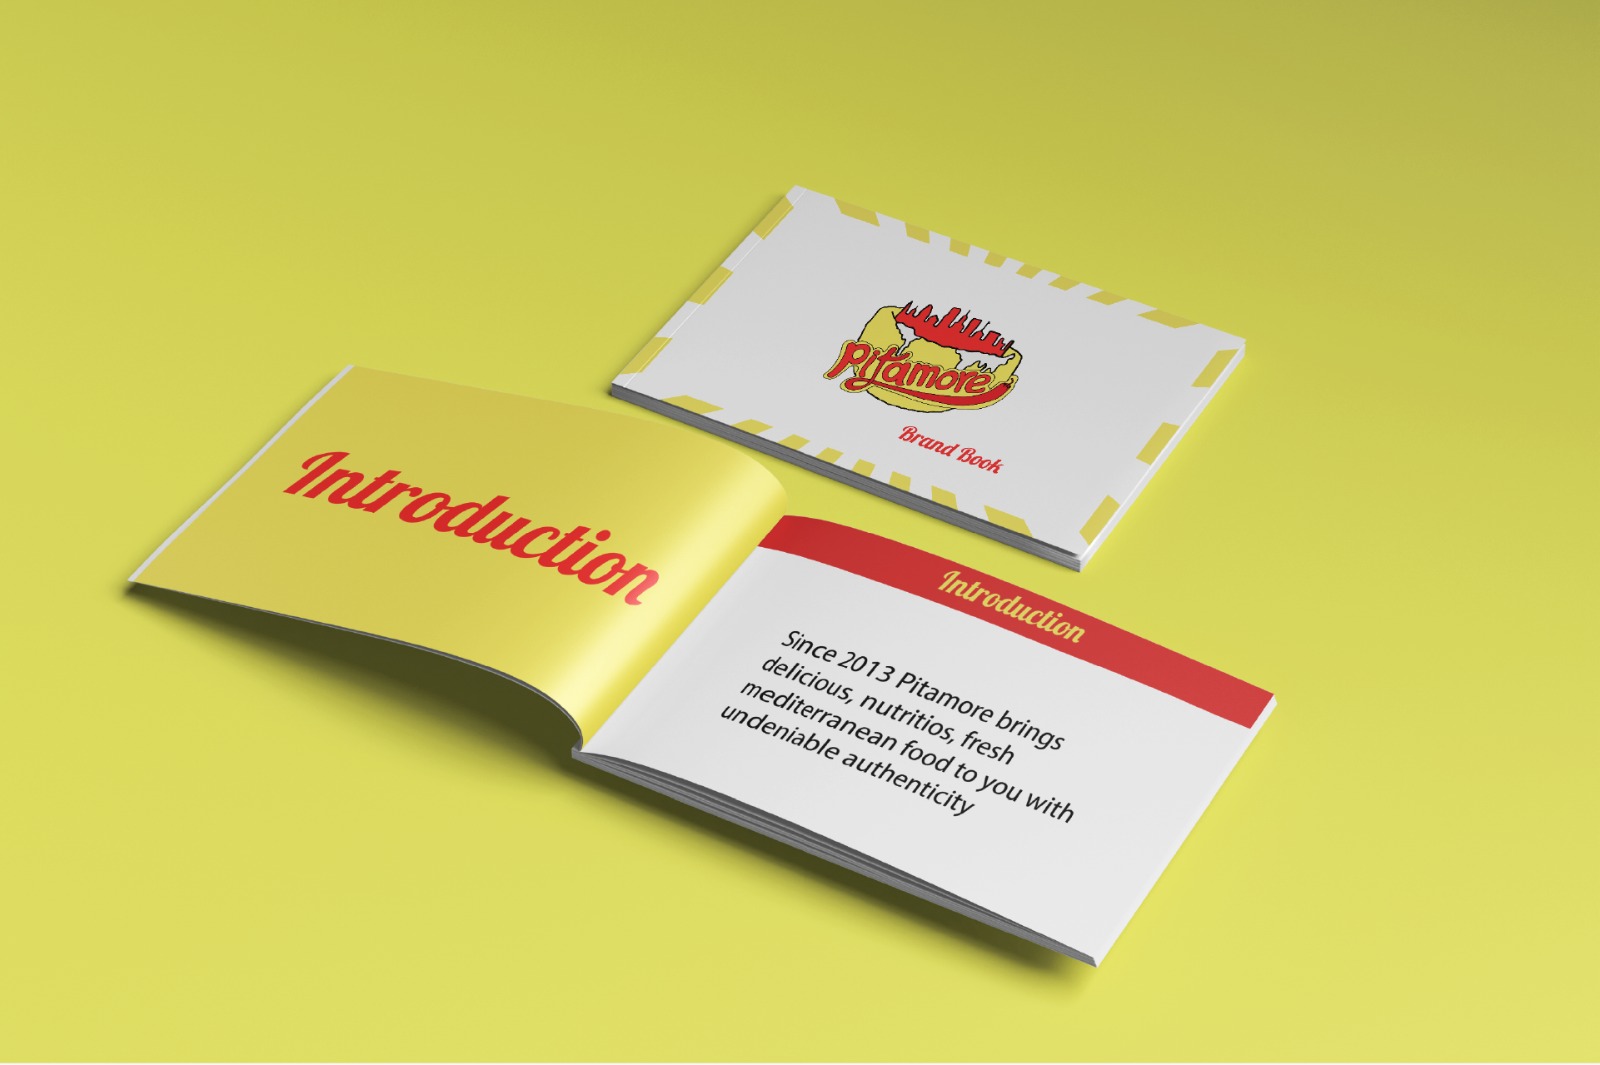 Pitamore
Brand Book
Introduction
Introduction
Since 2013 Pitamore brings
delicious, nutritios, fresh
mediterranean food to you with
undeniable authenticity